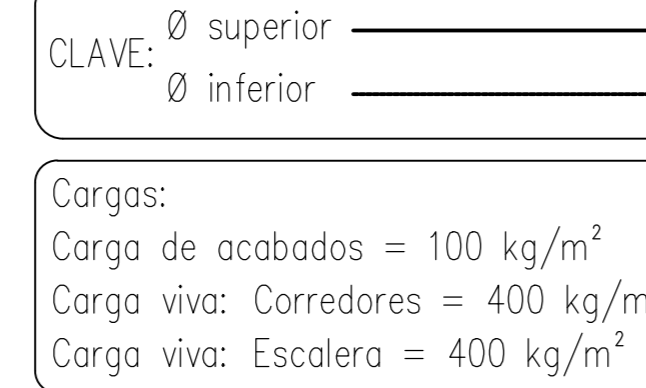 CLAVE:
Ø superior
Ø inferior
Cargas:
Carga de acabados = 100 kg/m²
Carga viva: Corredores = 400 kg/m
Carga viva: Escalera = 400 kg/m²